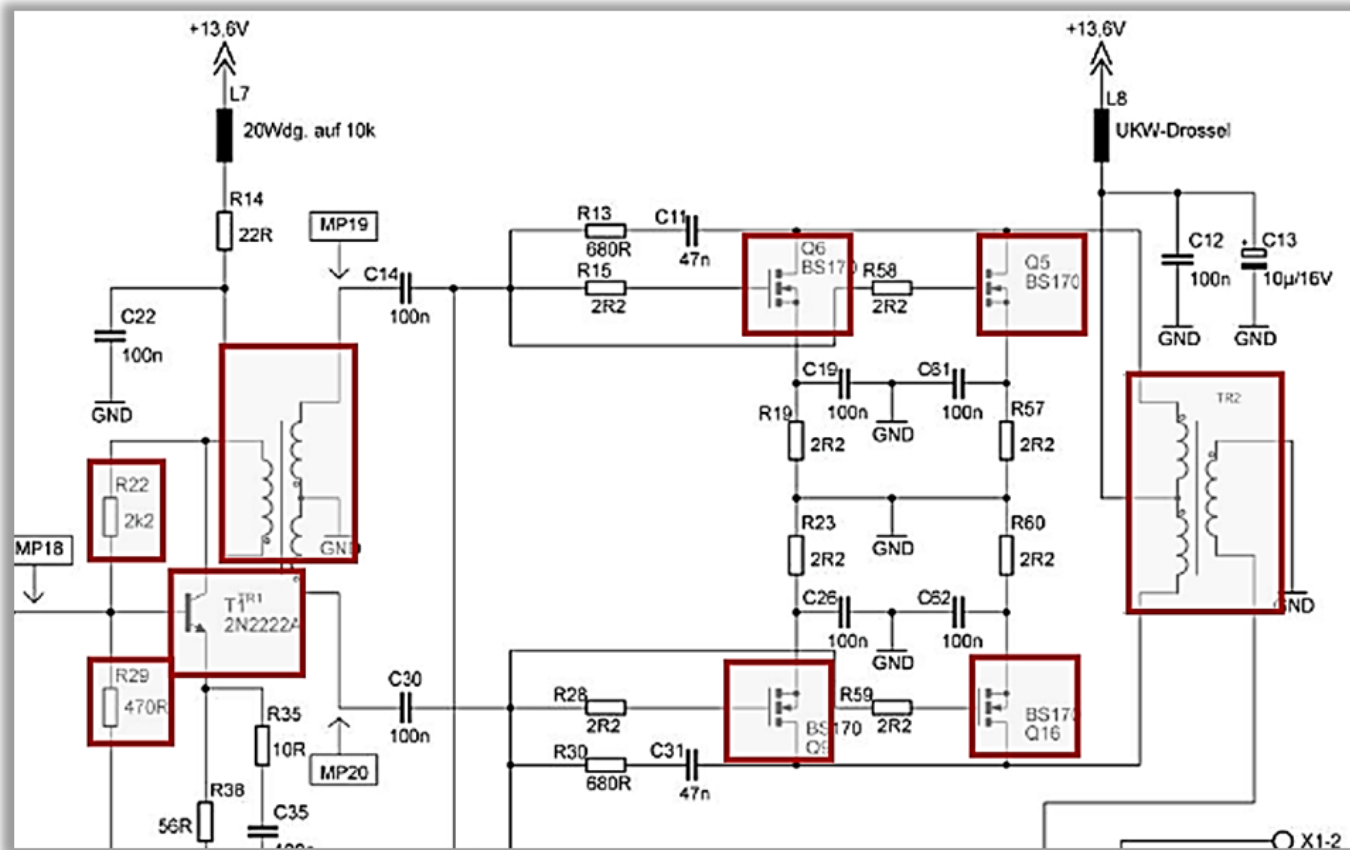 +13,6V
+13,6V
L7
20Wdg. auf 10k
L8
UKW-Drossel
R14
22R
MP19
R13
680R
C11
47n
Q6
BS170
R58
2R2
Q5
BS170
C12
100n
+
C13
10µ/16V
C14
100n
R15
2R2
C22
100n
GND
GND
GND
C19
100n
C61
100n
GND
R19
2R2
R57
2R2
TR2
R22
2k2
GND
GND
R23
2R2
R60
2R2
MP18
T1
TR1
2N2222A
C26
100n
C62
100n
GND
GND
R29
470R
C30
100n
R28
2R2
R59
2R2
BS170
Q9
BS170
Q16
R35
10R
MP20
R30
680R
C31
47n
R38
56R
C35
X1-2